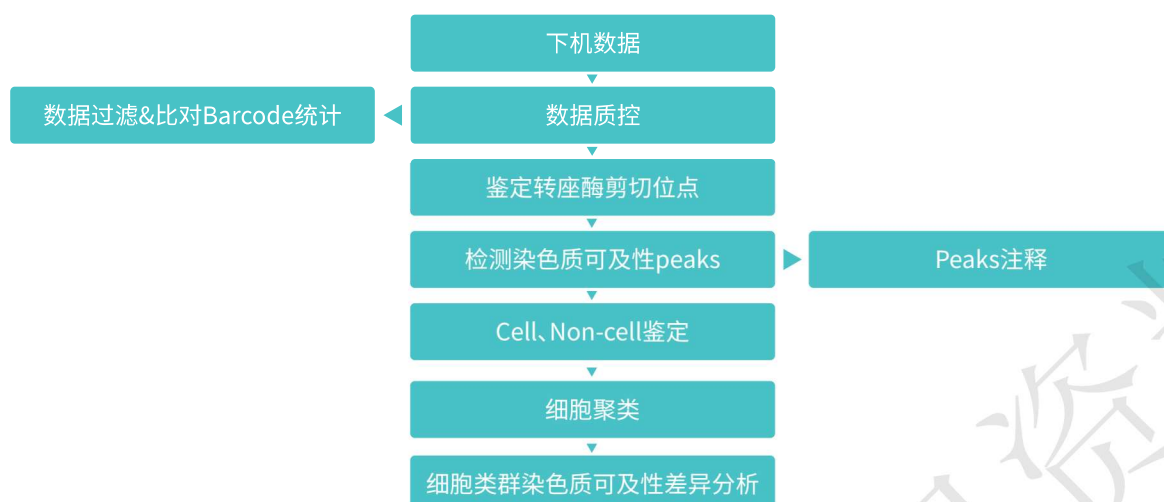 下机数据
数据过滤&比对Barcode统计
数据质控
鉴定转座酶剪切位点
检测染色质可及性peaks
Peaks注释
Cell、Non-cell鉴定
细胞聚类
细胞类群染色质可及性差异分析